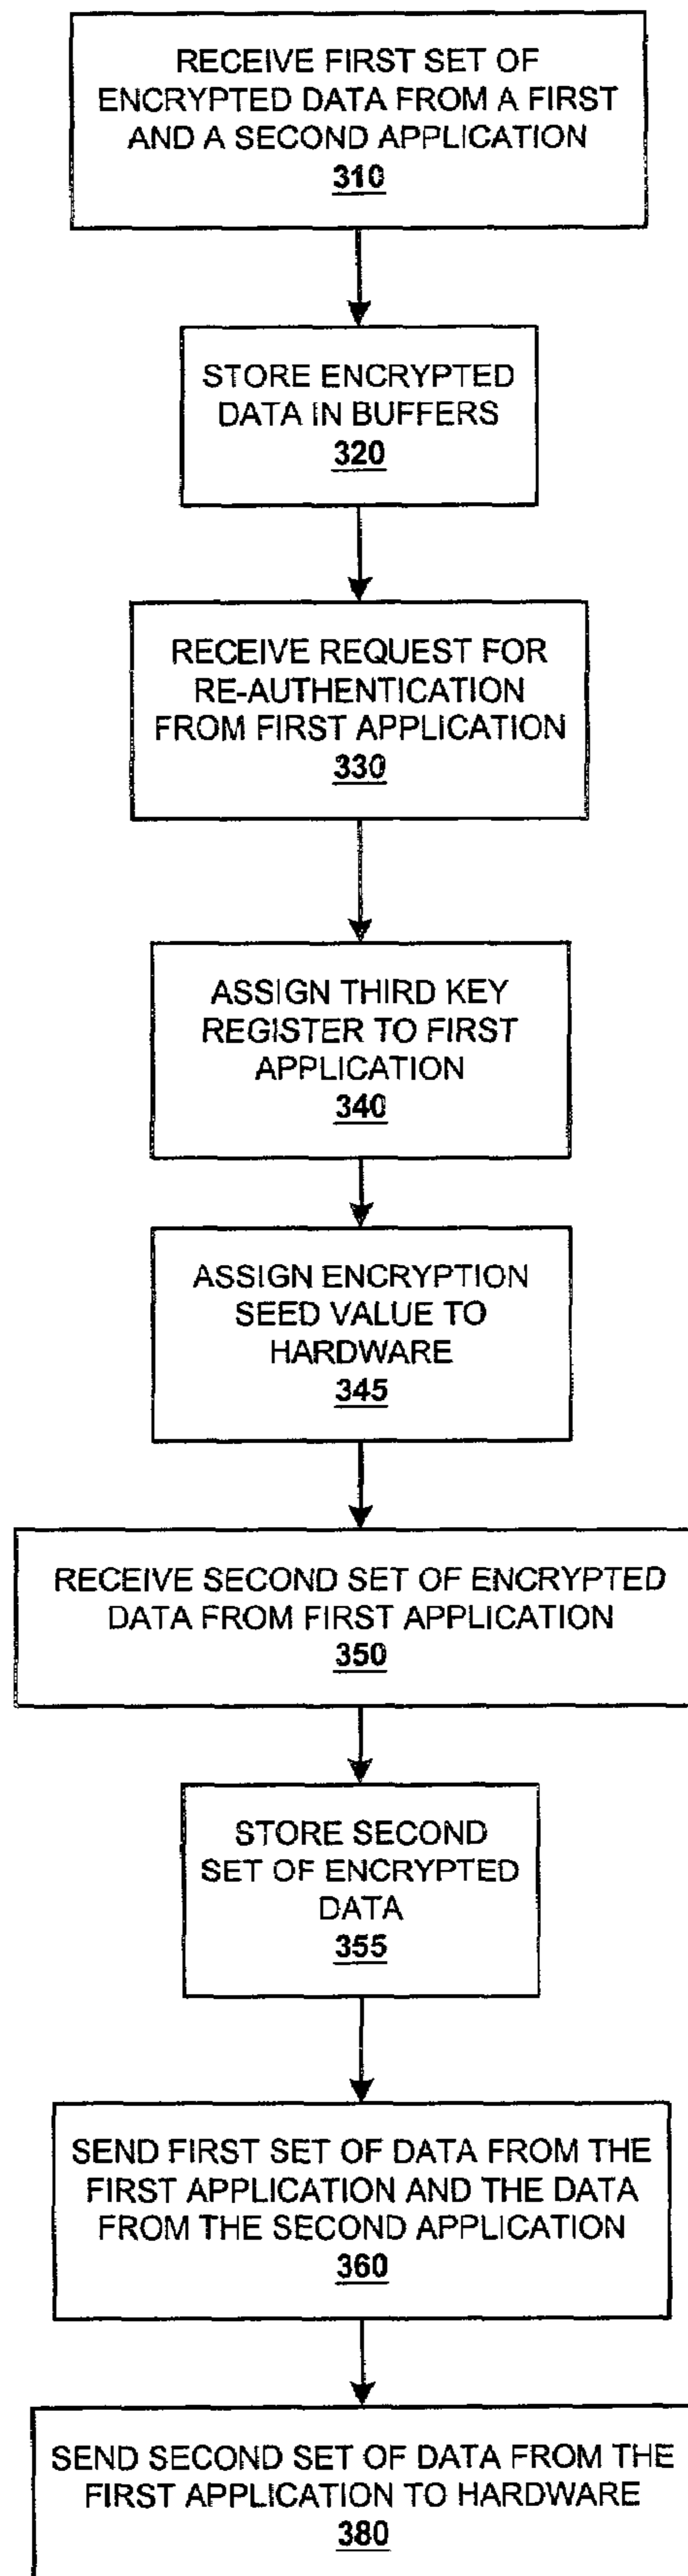 RECEIVE FIRST SET OF
ENCRYPTED DATA FROM A FIRST
AND A SECOND APPLICATION
310
STORE ENCRYPTED
DATA IN BUFFERS
320
RECEIVE REQUEST FOR
RE-AUTHENTICATION
FROM FIRST APPLICATION
330
ASSIGN THIRD KEY
REGISTER TO FIRST
APPLICATION
340
ASSIGN ENCRYPTION
SEED VALUE TO
HARDWARE
345
RECEIVE SECOND SET OF ENCRYPTED
DATA FROM FIRST APPLICATION
350
STORE SECOND
SET OF ENCRYPTED
DATA
355
SEND FIRST SET OF DATA FROM THE
FIRST APPLICATION AND THE DATA
FROM THE SECOND APPLICATION
360
SEND SECOND SET OF DATA FROM THE
FIRST APPLICATION TO HARDWARE
380